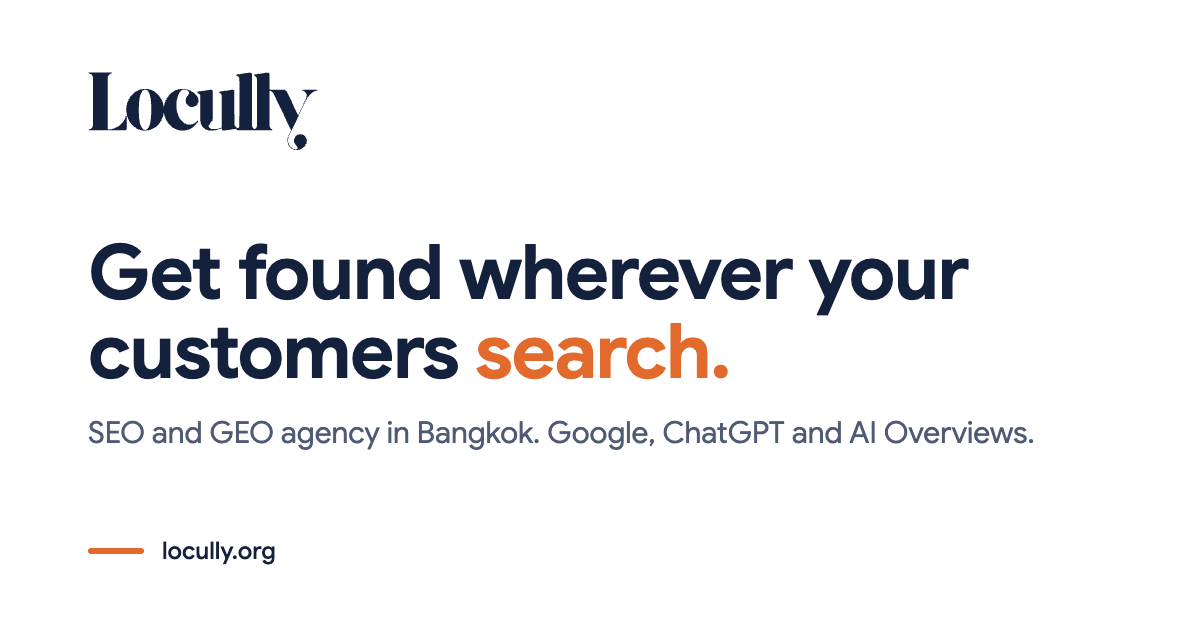 Locully
Get found wherever your
customers search.
SEO and GEO agency in Bangkok. Google, ChatGPT and AI Overviews.
locully.org